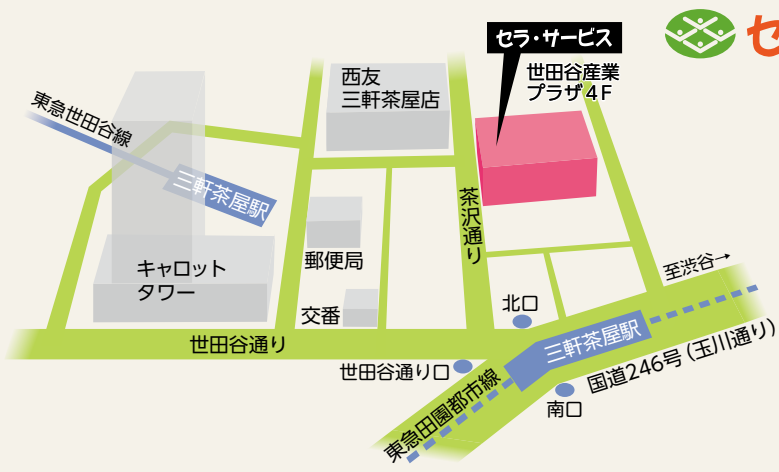 セラ・サービス
世田谷産業
プラザ4F
セ
西友
三軒茶屋店
東急世田谷線
三軒茶屋駅
茶沢通り
キャロット
タワー
郵便局
交番
世田谷通り
至渋谷→
北口
三軒茶屋駅
世田谷通り口
国道246号（玉川通り）
東急田園都市線
南口